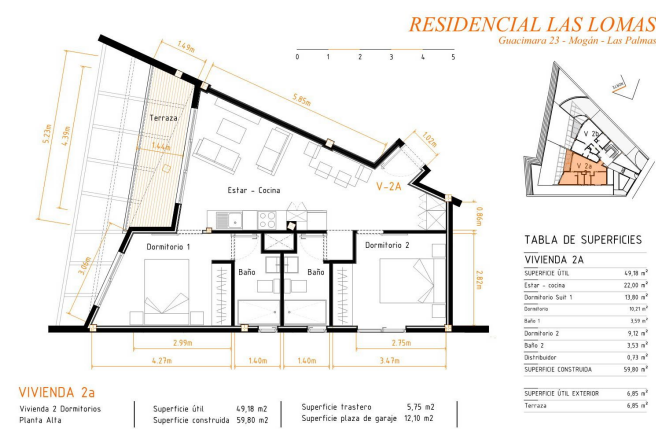 RESIDENCIAL LAS LOMAS
Guacimara 23 - Mogán - Las Palmas
0 1 2 3 4 5
1.49m
5.85m
1.02m
5.23m
4.39m
Terraza
1.44m
Estar - Cocina
V-2A
0.86m
3.06m
Dormitorio 1
Baño
Baño
Dormitorio 2
2.82m
2.99m
2.75m
4.27m
1.40m
1.40m
3.47m
V 2b
V 2a
TABLA DE SUPERFICIES
VIVIENDA 2A
SUPERFICIE ÚTIL 49,18 m²
Estar - cocina 22,00 m²
Dormitorio Suit 1 13,80 m²
Dormitorio 10,21 m²
Baño 1 3,59 m²
Dormitorio 2 9,12 m²
Baño 2 3,53 m²
Distribuidor 0,73 m²
SUPERFICIE CONSTRUIDA 59,80 m²
SUPERFICIE ÚTIL EXTERIOR 6,85 m²
Terraza 6,85 m²
VIVIENDA 2a
Vivienda 2 Dormitorios
Planta Alta
Superficie útil 49,18 m2
Superficie construida 59,80 m2
Superficie trastero 5,75 m2
Superficie plaza de garaje 12,10 m2